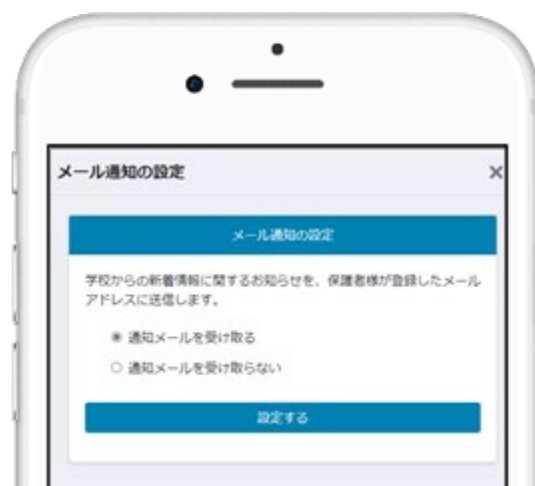 メール通知の設定
メール通知の設定
学校からの新着情報に関するお知らせを、保護者様が登録したメール
アドレスに送信します。
通知メールを受け取る
通知メールを受け取らない
設定する